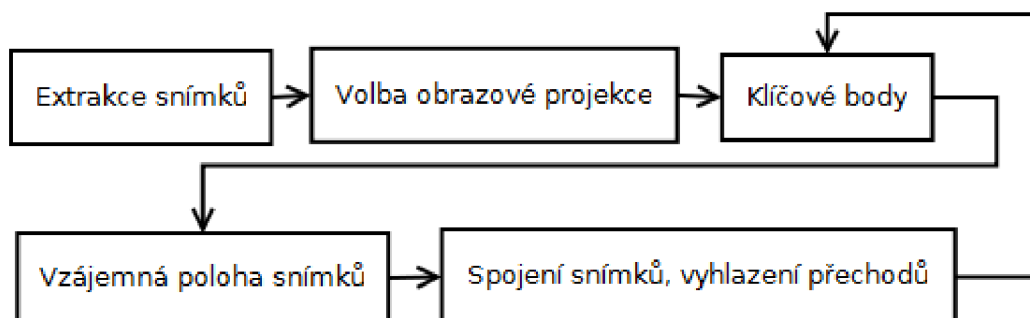 Extrakce snímků
Volba obrazové projekce
Klíčové body
Vzájemná poloha snímků
Spojení snímků, vyhlazení přechodů